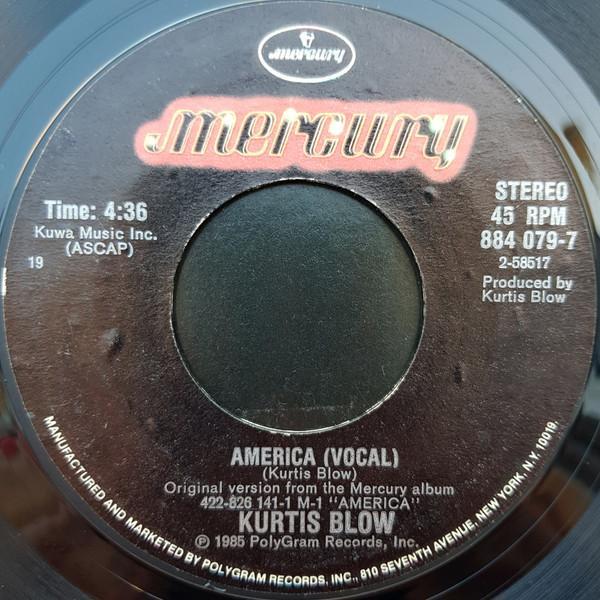 mercury
mercury
Time: 4:36
Kuwa Music Inc.
(ASCAP)
19
STEREO
45 RPM
884 079-7
2-58517
Produced by
Kurtis Blow
AMERICA (VOCAL)
(Kurtis Blow)
Original version from the Mercury album
422-826 141-1 M-1 "AMERICA"
KURTIS BLOW
℗ 1985 PolyGram Records, Inc.
MANUFACTURED AND MARKETED BY POLYGRAM RECORDS, INC., 810 SEVENTH AVENUE, NEW YORK, N.Y. 10019.